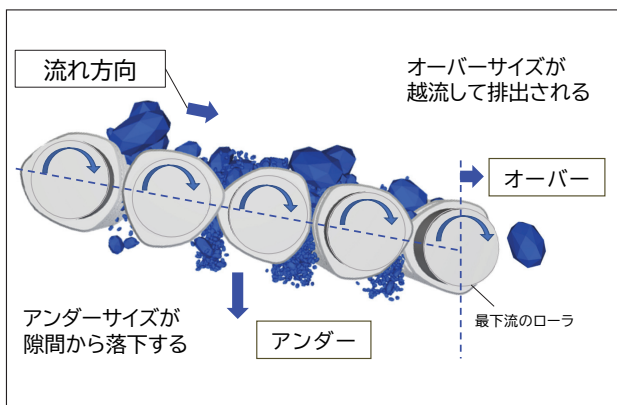 流れ方向
オーバーサイズが
越流して排出される
オーバー
アンダーサイズが
隙間から落下する
アンダー
最下流のローラ